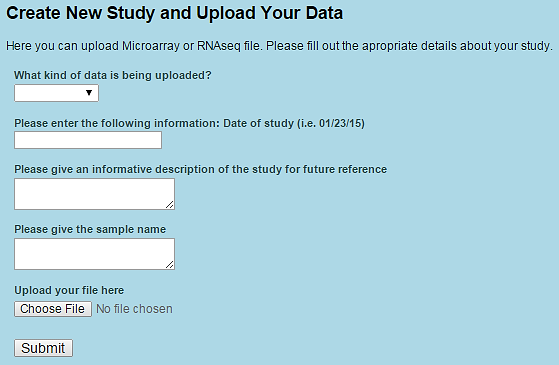 Create New Study and Upload Your Data
Here you can upload Microarray or RNAseq file. Please fill out the apropriate details about your study.
What kind of data is being uploaded?
Please enter the following information: Date of study (i.e. 01/23/15)
Please give an informative description of the study for future reference
Please give the sample name
Upload your file here
Choose File No file chosen
Submit